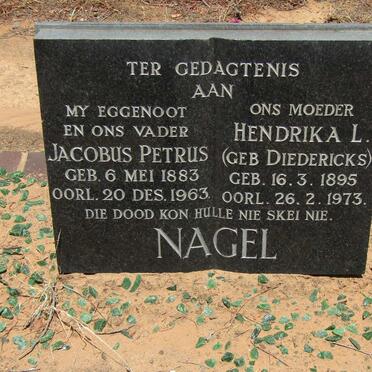 TER GEDAGTENIS
AAN
MY EGGENOOT
EN ONS VADER
JACOBUS PETRUS
GEB. 6 MEI 1883
OORL. 20 DES. 1963.
ONS MOEDER
HENDRIKA L.
(GEB DIEDERICKS)
GEB. 16. 3. 1895
OORL. 26. 2. 1973.
DIE DOOD KON HULLE NIE SKEI NIE.
NAGEL